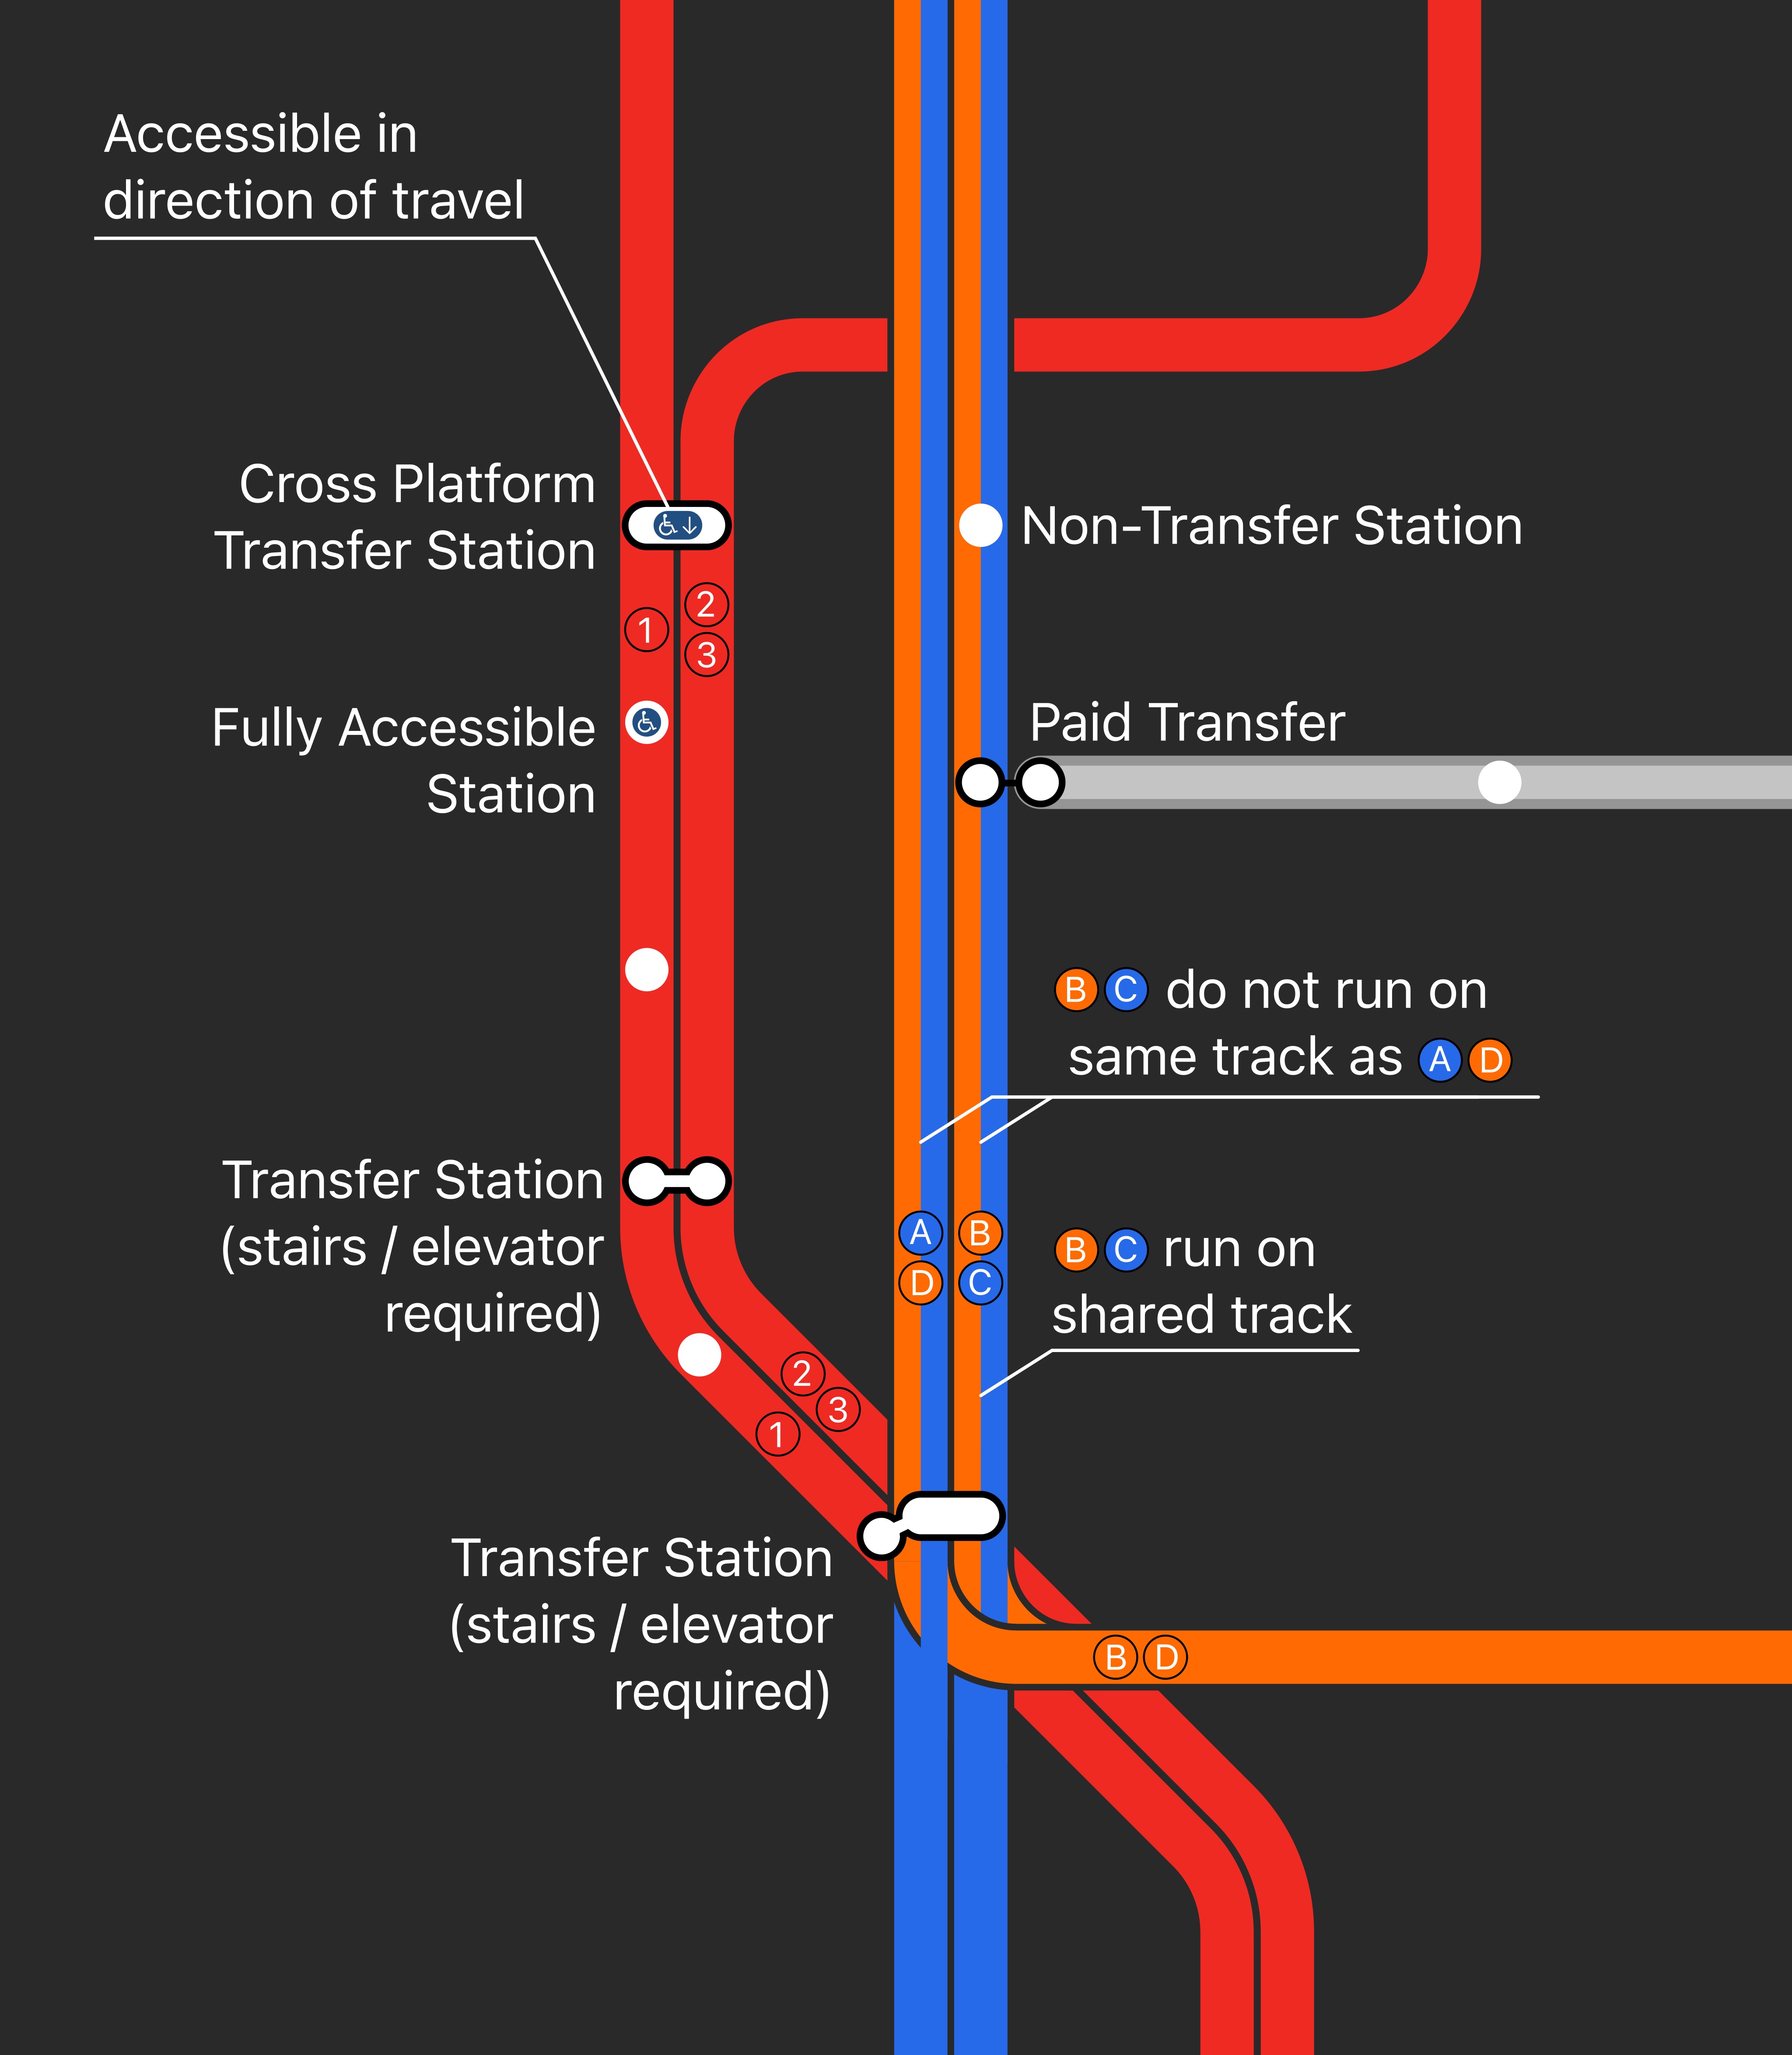 Accessible in
direction of travel
Cross Platform
Transfer Station
Non-Transfer Station
1
2
3
Fully Accessible
Station
Paid Transfer
B C do not run on
same track as A D
Transfer Station
(stairs / elevator
required)
A B
D C
B C run on
shared track
2
3
1
Transfer Station
(stairs / elevator
required)
B D